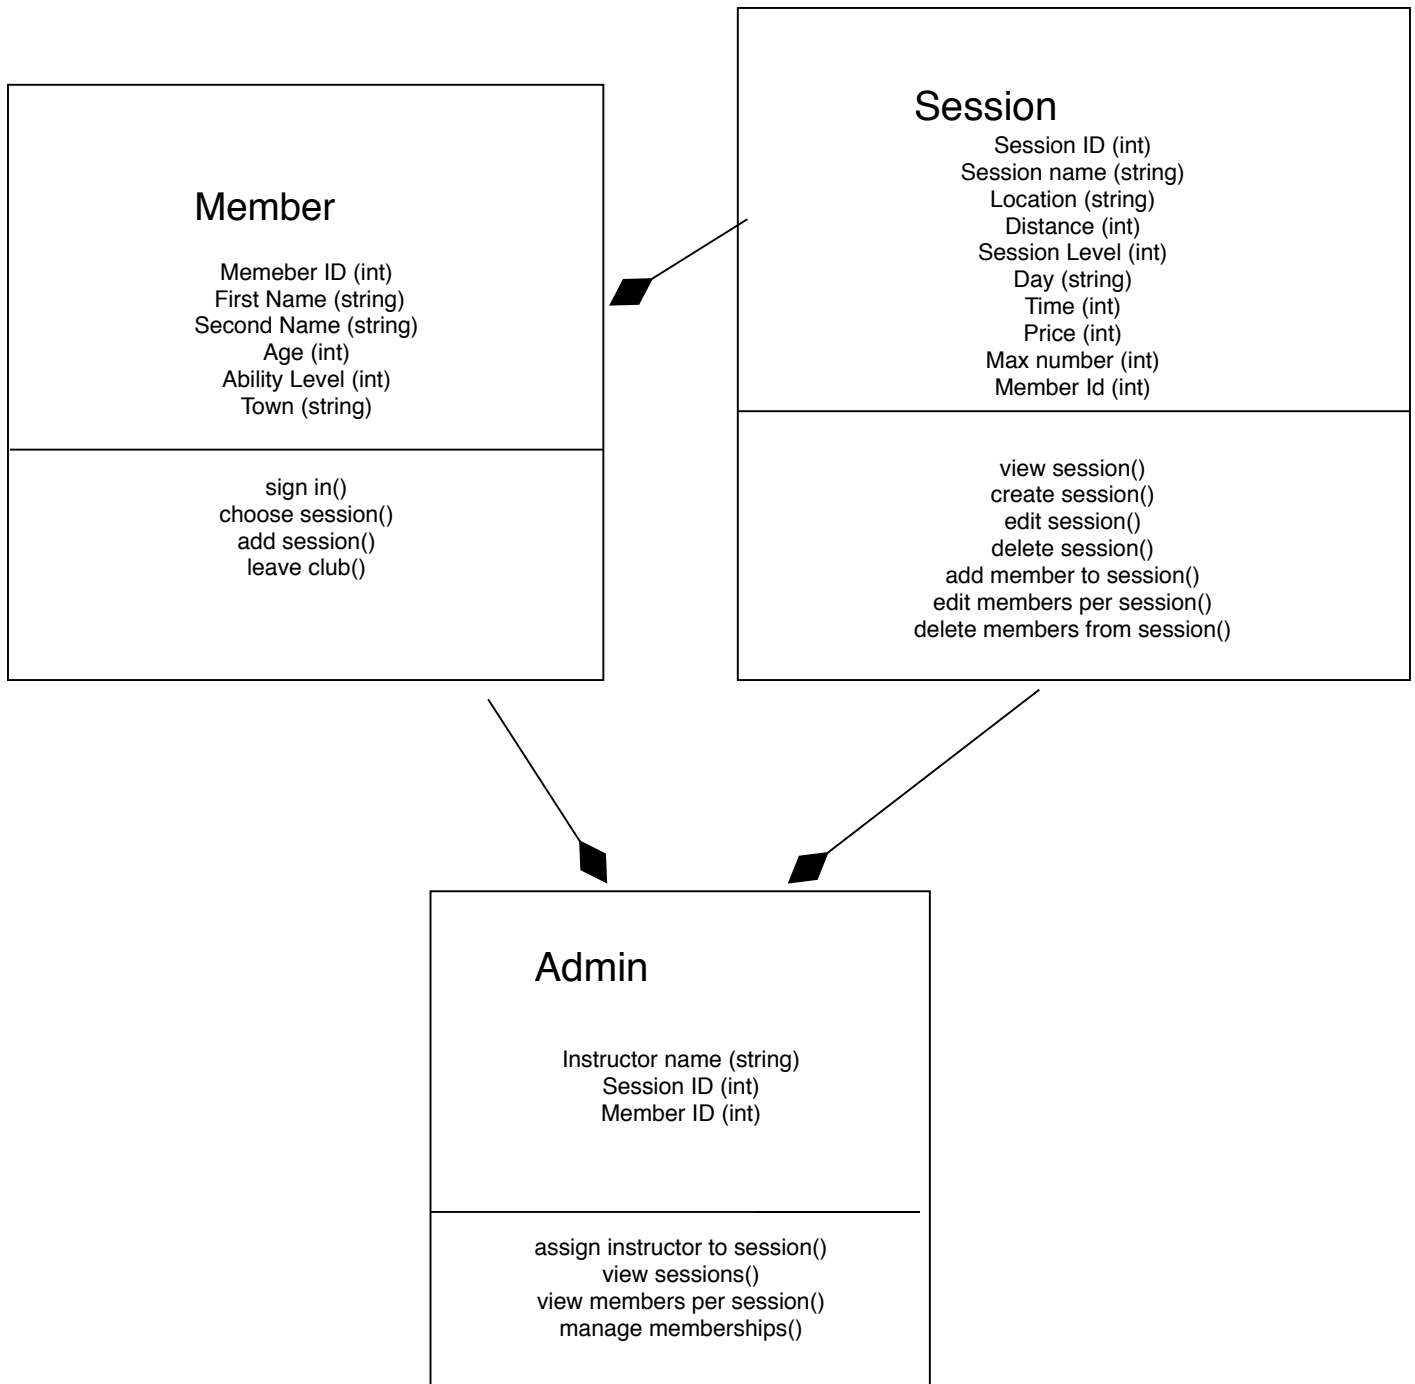 Member
Memeber ID (int)
First Name (string)
Second Name (string)
Age (int)
Ability Level (int)
Town (string)
sign in()
choose session()
add session()
leave club()
Session
Session ID (int)
Session name (string)
Location (string)
Distance (int)
Session Level (int)
Day (string)
Time (int)
Price (int)
Max number (int)
Member Id (int)
view session()
create session()
edit session()
delete session()
add member to session()
edit members per session()
delete members from session()
Admin
Instructor name (string)
Session ID (int)
Member ID (int)
assign instructor to session()
view sessions()
view members per session()
manage memberships()